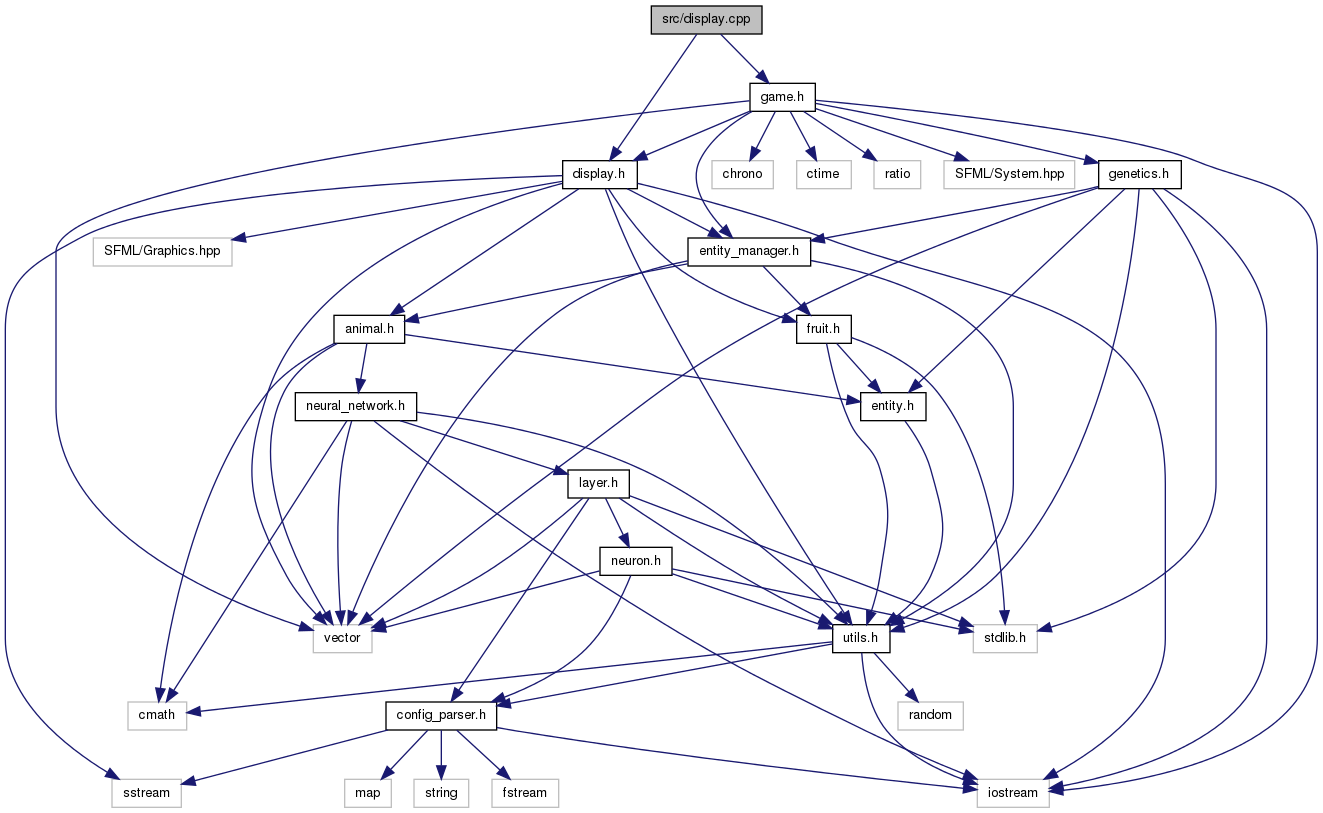 src/display.cpp
game.h
display.h
chrono
ctime
ratio
SFML/System.hpp
genetics.h
SFML/Graphics.hpp
entity_manager.h
animal.h
fruit.h
neural_network.h
entity.h
layer.h
neuron.h
vector
utils.h
stdlib.h
cmath
config_parser.h
random
sstream
map
string
fstream
iostream